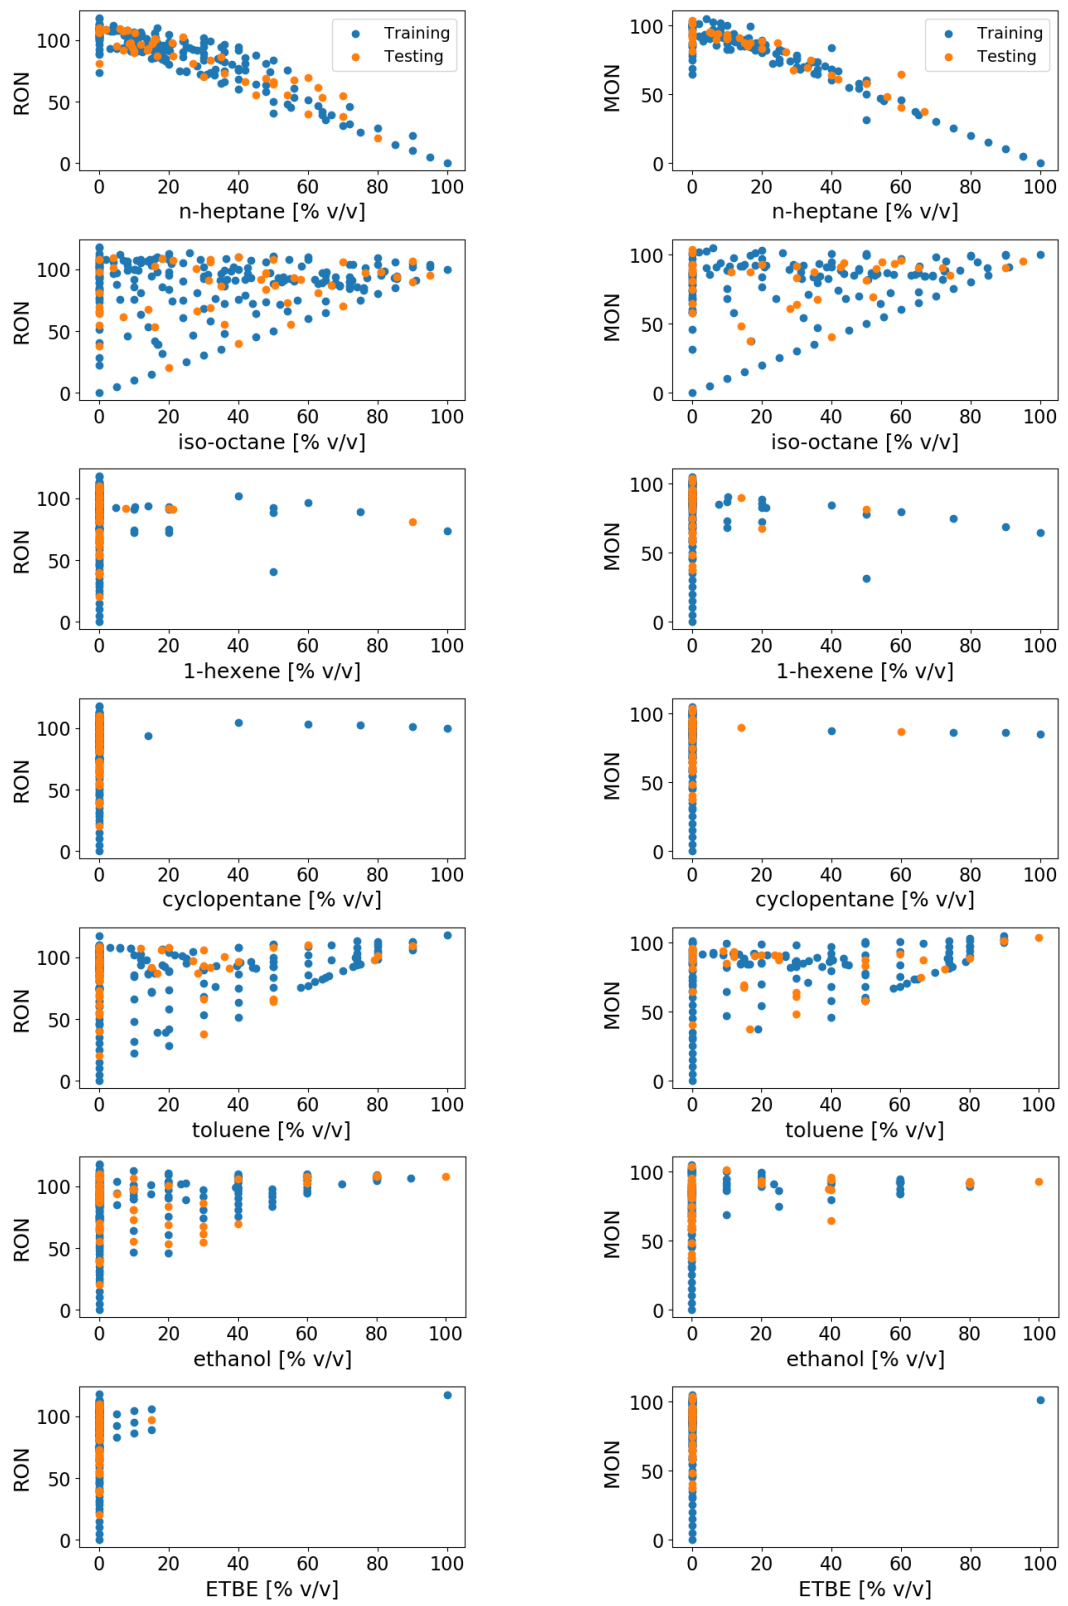 RON
100
50
0
Training
Testing
0 20 40 60 80 100
n-heptane [% v/v]
MON
100
50
0
Training
Testing
0 20 40 60 80 100
n-heptane [% v/v]
RON
100
50
0
0 20 40 60 80 100
iso-octane [% v/v]
MON
100
50
0
0 20 40 60 80 100
iso-octane [% v/v]
RON
100
50
0
0 20 40 60 80 100
1-hexene [% v/v]
MON
100
50
0
0 20 40 60 80 100
1-hexene [% v/v]
RON
100
50
0
0 20 40 60 80 100
cyclopentane [% v/v]
MON
100
50
0
0 20 40 60 80 100
cyclopentane [% v/v]
RON
100
50
0
0 20 40 60 80 100
toluene [% v/v]
MON
100
50
0
0 20 40 60 80 100
toluene [% v/v]
RON
100
50
0
0 20 40 60 80 100
ethanol [% v/v]
MON
100
50
0
0 20 40 60 80 100
ethanol [% v/v]
RON
100
50
0
0 20 40 60 80 100
ETBE [% v/v]
MON
100
50
0
0 20 40 60 80 100
ETBE [% v/v]